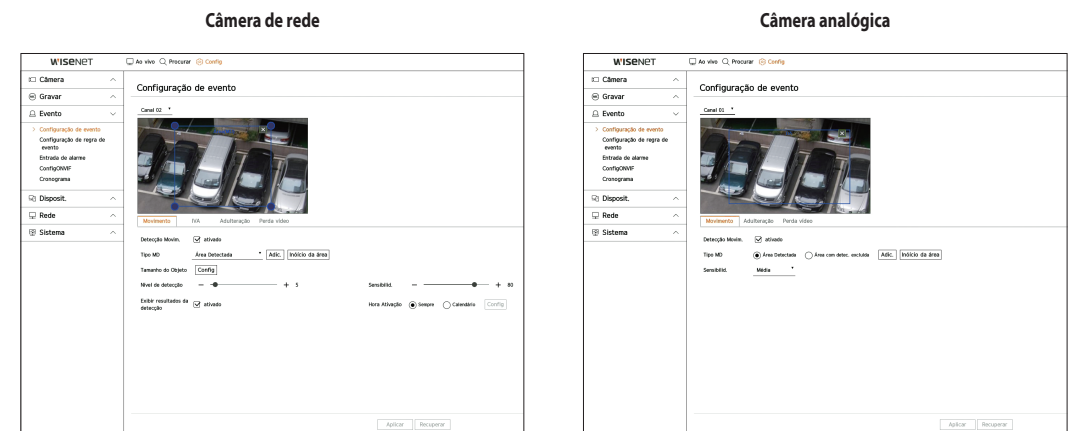 Câmera de rede
WISENET
Ao vivo Procurar Config
Câmera
Gravar
Evento
Configuração de evento
Configuração de regra de
evento
Entrada de alarme
ConfigONVIF
Cronograma
Disposit.
Rede
Sistema
Configuração de evento
Canal 02
Movimento IVA Adulteração Perda vídeo
Detecção Movim. ativado
Tipo MD Área Detectada Adic. Inólcio da área
Tamanho do Objeto Config
Nível de detecção 5 Sensibilid. 80
Exibir resultados da
detecção ativado Hora Ativação Sempre Calendário Config
Aplicar Recuperar
Câmera analógica
WISENET
Ao vivo Procurar Config
Câmera
Gravar
Evento
Configuração de evento
Configuração de regra de
evento
Entrada de alarme
ConfigONVIF
Cronograma
Disposit.
Rede
Sistema
Configuração de evento
Canal 01
Movimento Adulteração Perda vídeo
Detecção Movim. ativado
Tipo MD Área Detectada Área com detec. excluída Adic. Inólcio da área
Sensibilid. Média
Aplicar Recuperar